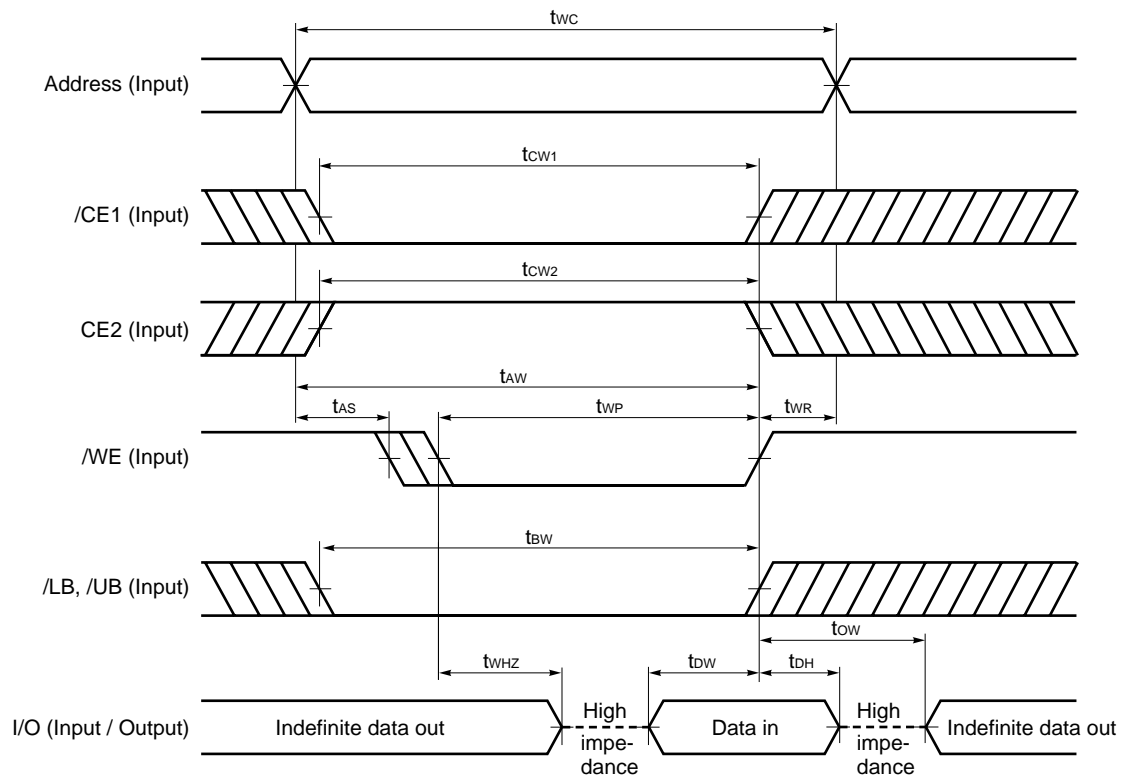 tWC
Address (Input)
tCW1
/CE1 (Input)
tCW2
CE2 (Input)
tAW
tAS
tWP
tWR
/WE (Input)
tBW
/LB, /UB (Input)
tOW
tWHZ
tDW
tDH
I/O (Input / Output)
Indefinite data out
High
impe-
dance
Data in
High
impe-
dance
Indefinite data out